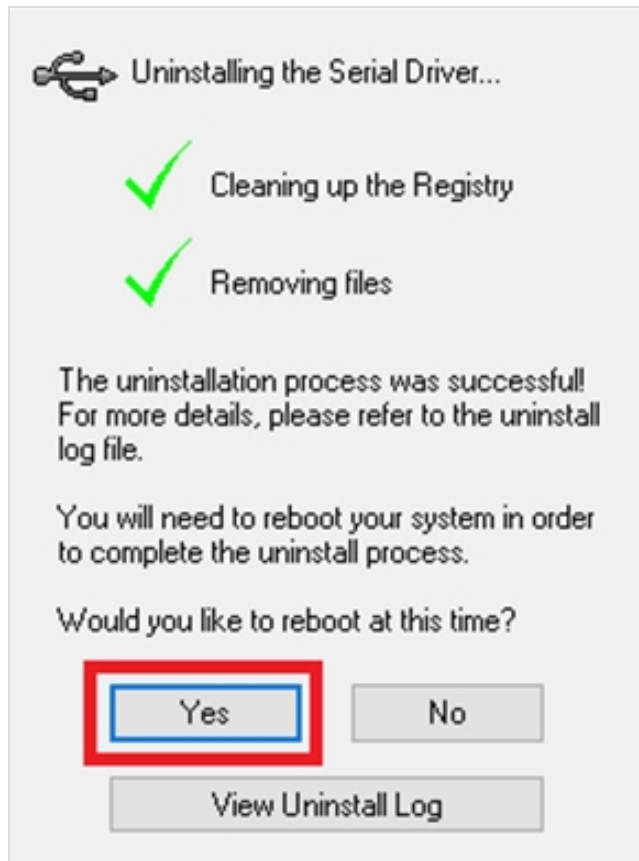 Uninstalling the Serial Driver...
Cleaning up the Registry
Removing files
The uninstallation process was successful!
For more details, please refer to the uninstall
log file.
You will need to reboot your system in order
to complete the uninstall process.
Would you like to reboot at this time?
Yes
No
View Uninstall Log